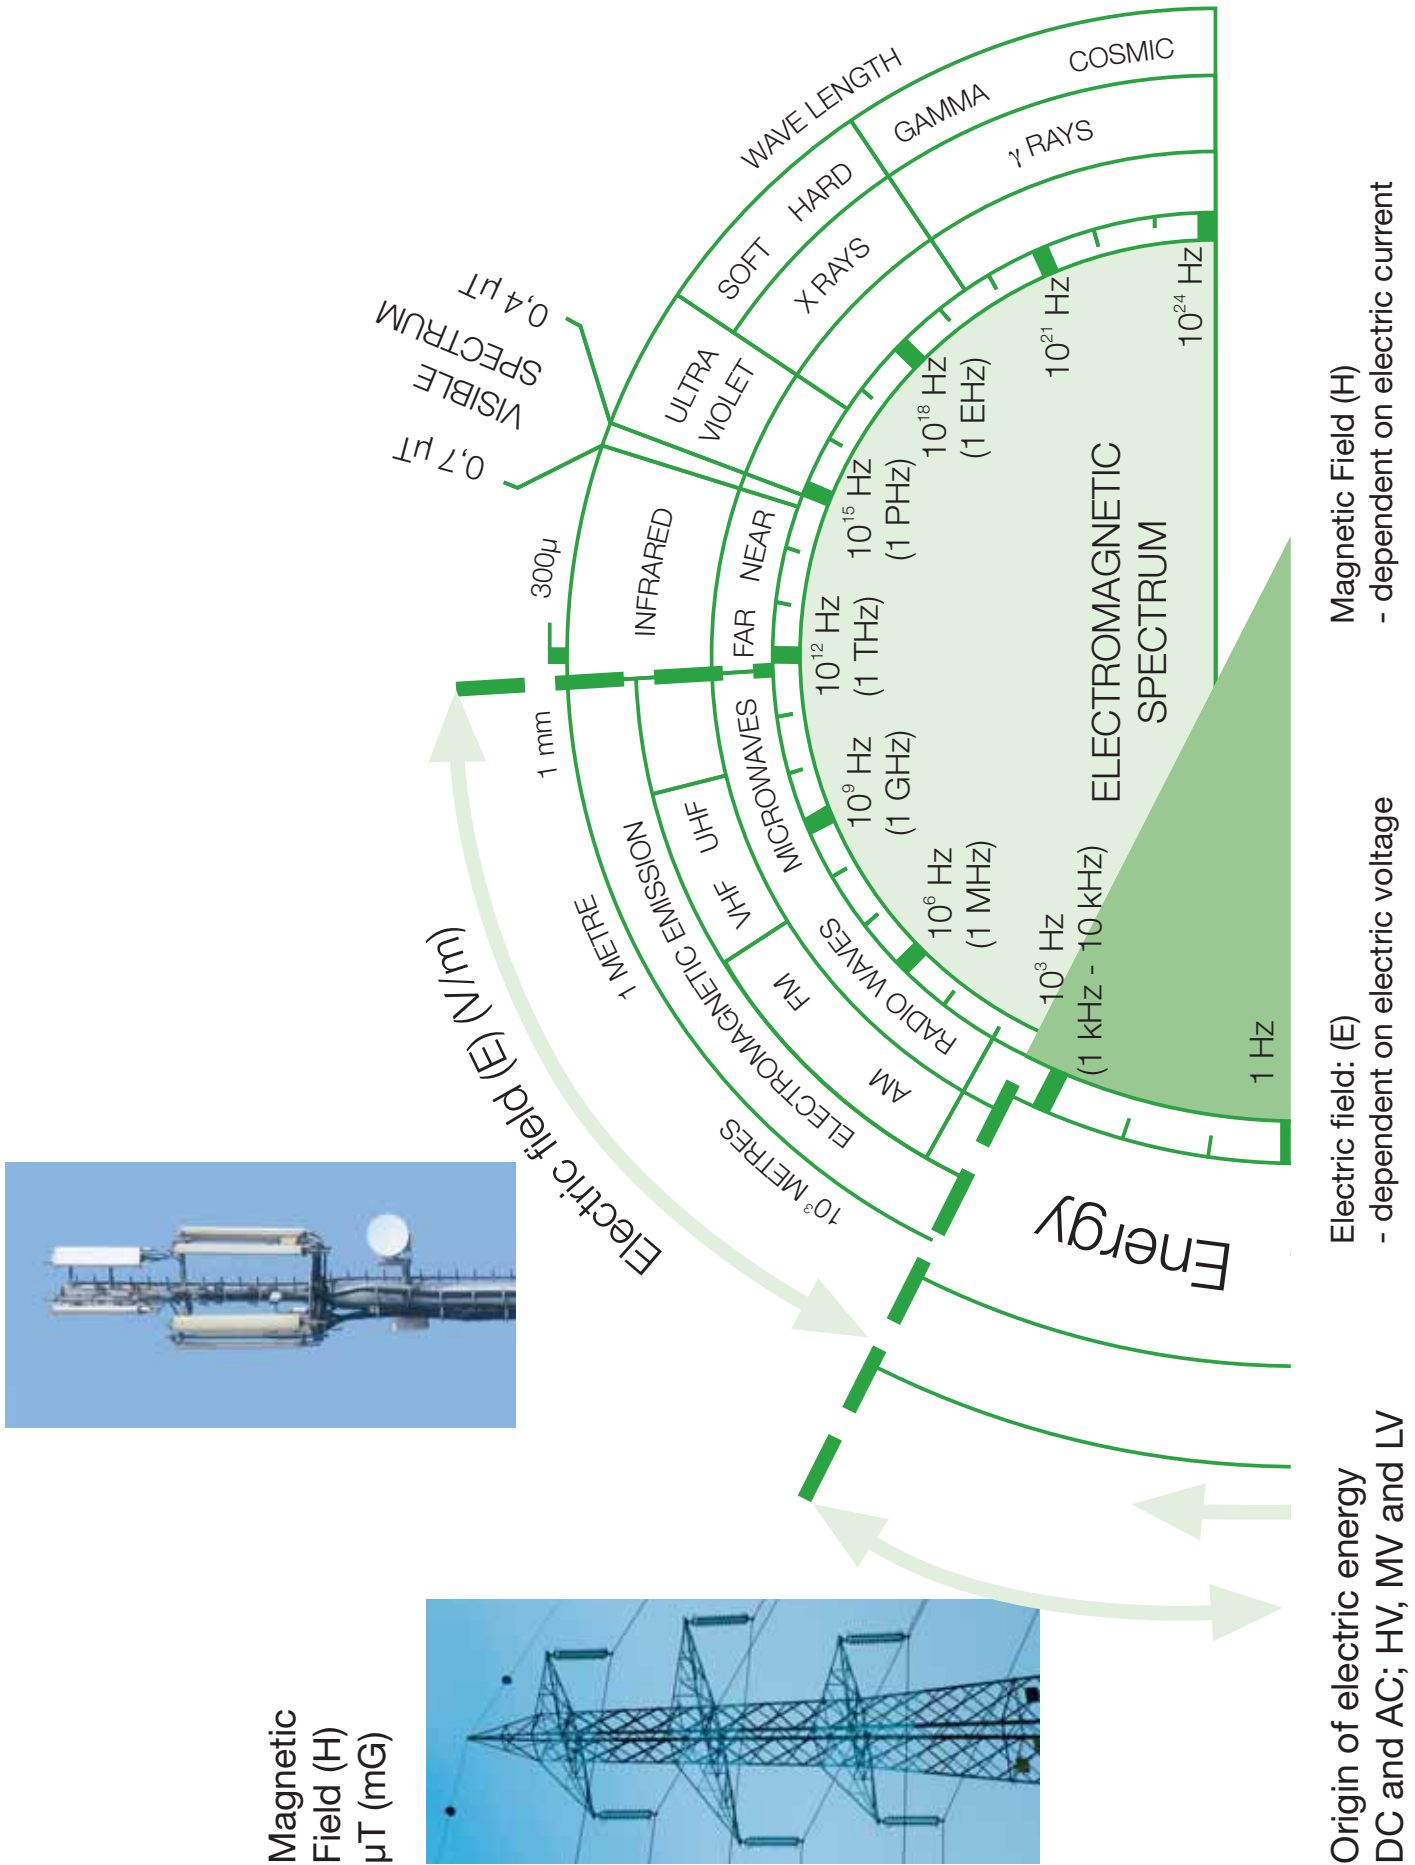 Magnetic
Field (H)
µT (mG)
Electric field (E) (V/m)
Energy
10³ METRES
1 METRE
1 mm
300µ
0,7 µT
VISIBLE
SPECTRUM
0,4 µT
WAVE LENGTH
ELECTROMAGNETIC EMISSION
INFRARED
ULTRA
VIOLET
SOFT
HARD
GAMMA
COSMIC
AM
FM
VHF
UHF
X RAYS
γ RAYS
RADIO WAVES
MICROWAVES
FAR
NEAR
1 Hz
10³ Hz
(1 kHz - 10 kHz)
10⁶ Hz
(1 MHz)
10⁹ Hz
(1 GHz)
10¹² Hz
(1 THz)
10¹⁵ Hz
(1 PHz)
10¹⁸ Hz
(1 EHz)
10²¹ Hz
10²⁴ Hz
ELECTROMAGNETIC
SPECTRUM
Origin of electric energy
DC and AC; HV, MV and LV
Electric field: (E)
- dependent on electric voltage
Magnetic Field (H)
- dependent on electric current